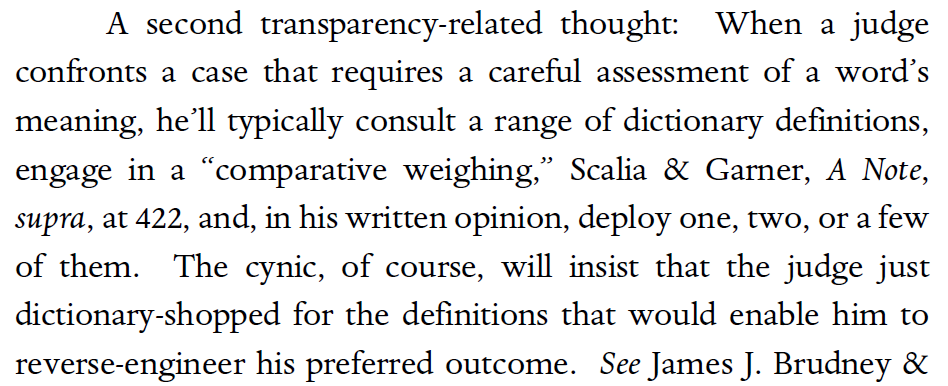 A second transparency-related thought:  When a judge
confronts a case that requires a careful assessment of a word’s
meaning, he’ll typically consult a range of dictionary definitions,
engage in a “comparative weighing,” Scalia & Garner, A Note,
supra, at 422, and, in his written opinion, deploy one, two, or a few
of them.  The cynic, of course, will insist that the judge just
dictionary-shopped for the definitions that would enable him to
reverse-engineer his preferred outcome.  See James J. Brudney &